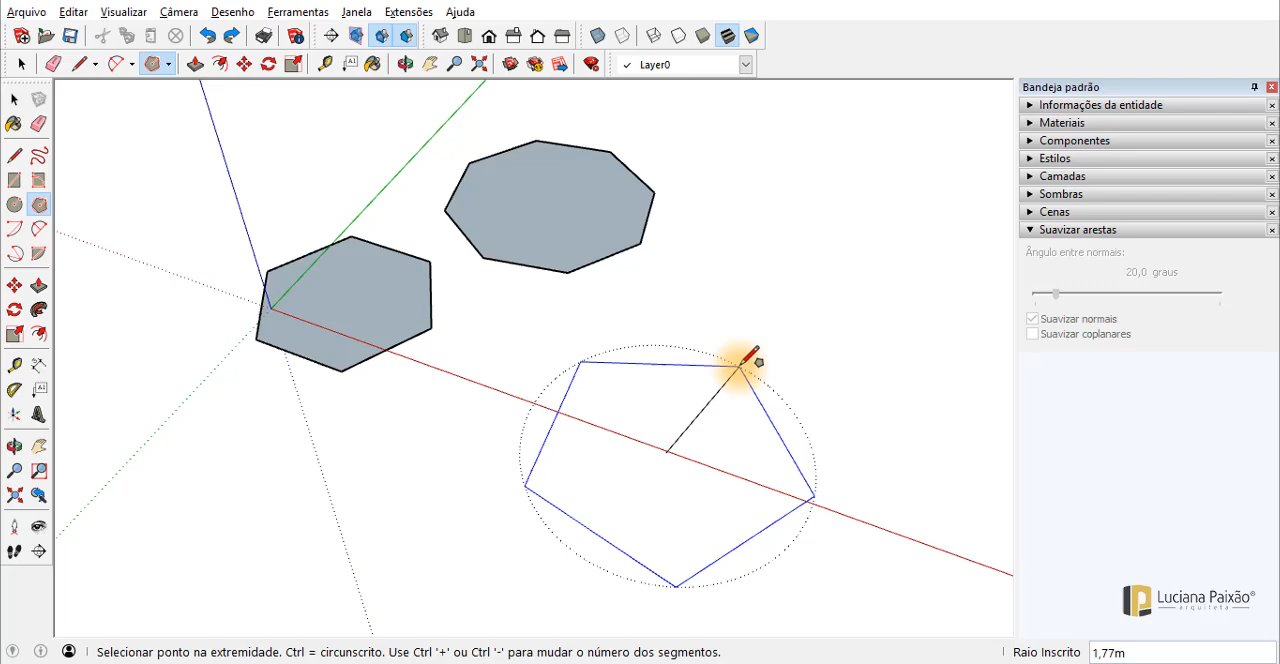 Arquivo Editar Visualizar Câmera Desenho Ferramentas Janela Extensões Ajuda
Layer0
Bandeja padrão
Informações da entidade
Materiais
Componentes
Estilos
Camadas
Sombras
Cenas
Suavizar arestas
Ângulo entre normais:
20,0 graus
Suavizar normais
Suavizar coplanares
Luciana Paixão®
arquiteta
Selecionar ponto na extremidade. Ctrl = circunscrito. Use Ctrl '+' ou Ctrl '-' para mudar o número dos segmentos.
Raio Inscrito 1,77m